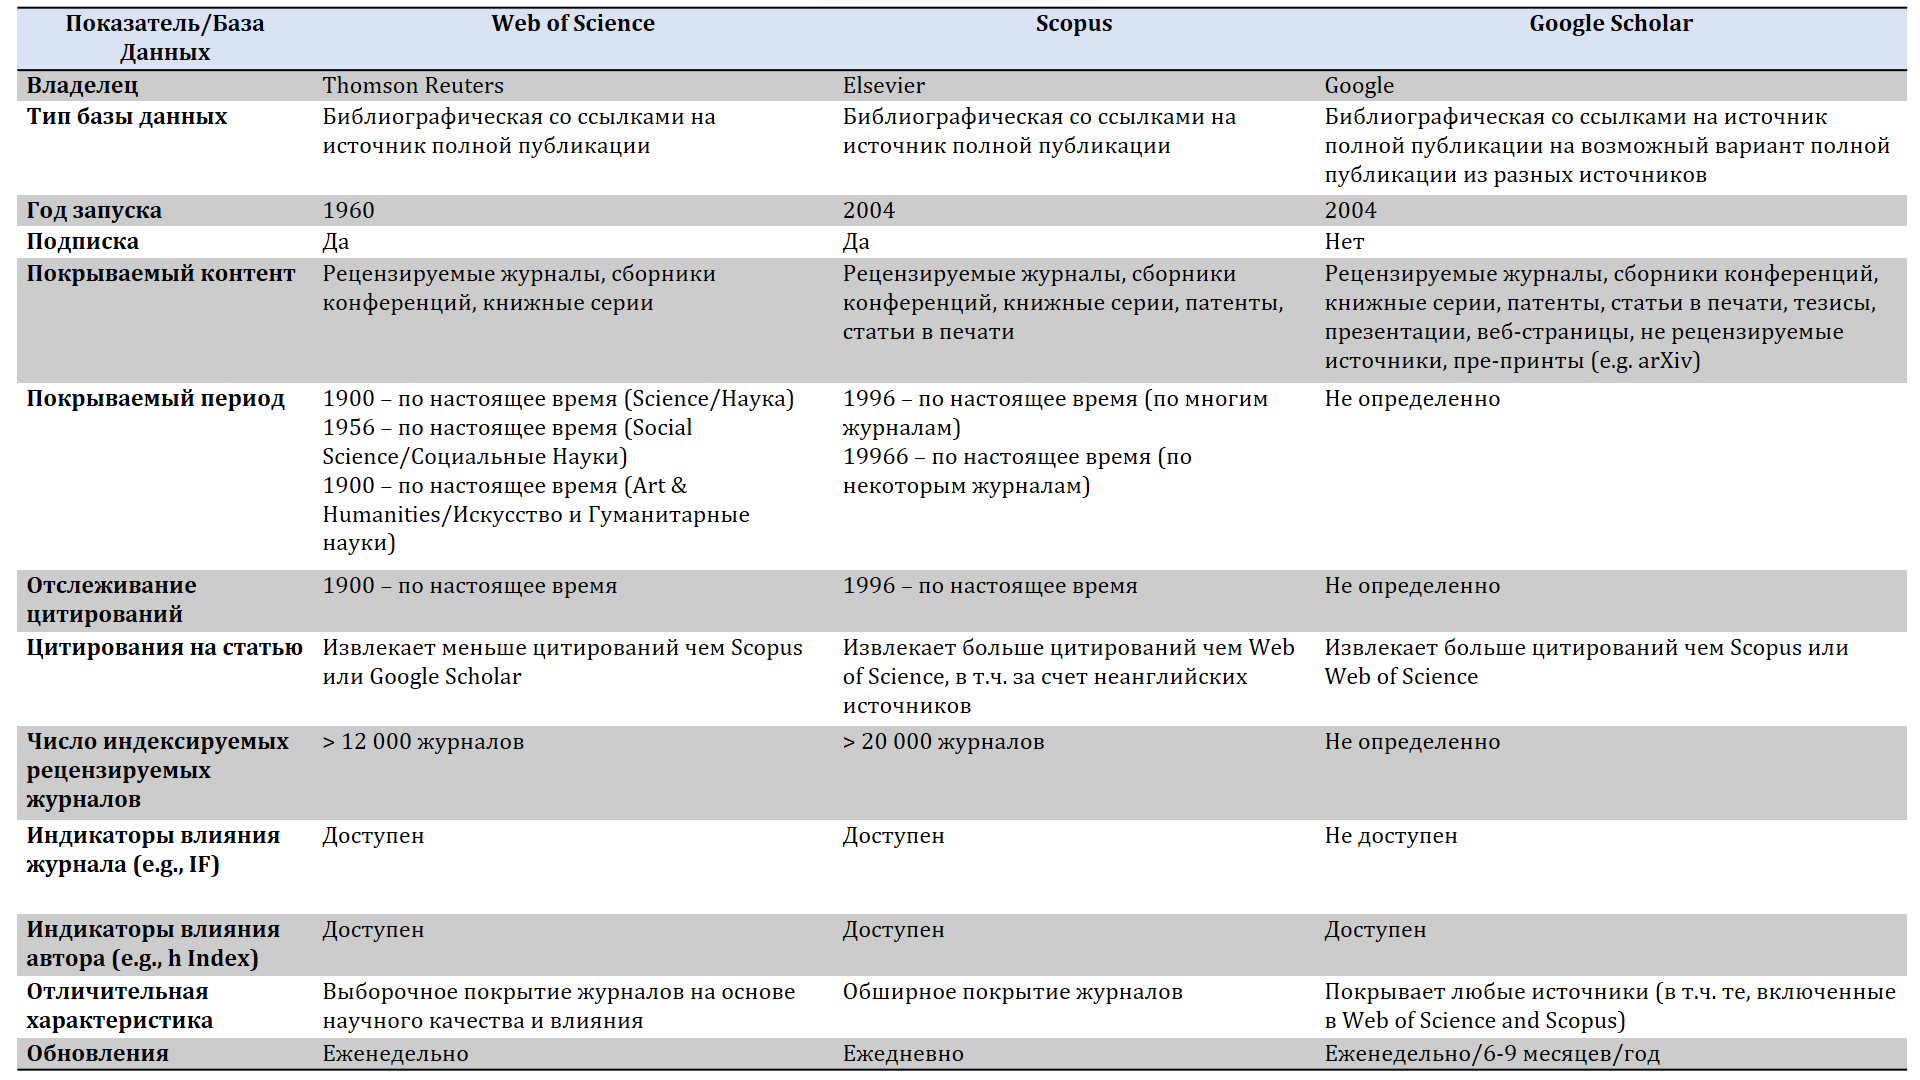 Показатель/База Данных	Web of Science	Scopus	Google Scholar
Владелец	Thomson Reuters	Elsevier	Google
Тип базы данных	Библиографическая со ссылками на	Библиографическая со ссылками на	Библиографическая со ссылками на источник
источник полной публикации	источник полной публикации	полной публикации на возможный вариант полной
публикации из разных источников
Год запуска	1960	2004	2004
Подписка	Да	Да	Нет
Покрываемый контент	Рецензируемые журналы, сборники	Рецензируемые журналы, сборники	Рецензируемые журналы, сборники конференций,
конференций, книжные серии	конференций, книжные серии, патенты,	книжные серии, патенты, статьи в печати, тезисы,
статьи в печати	презентации, веб-страницы, не рецензируемые
источники, пре-принты (e.g. arXiv)
Покрываемый период	1900 – по настоящее время (Science/Наука)	1996 – по настоящее время (по многим	Не определенно
1956 – по настоящее время (Social	журналам)
Science/Социальные Науки)	19966 – по настоящее время (по
1900 – по настоящее время (Art &	некоторым журналам)
Humanities/Искусство и Гуманитарные
науки)
Отслеживание	1900 – по настоящее время	1996 – по настоящее время	Не определенно
цитирований
Цитирования на статью	Извлекает меньше цитирований чем Scopus	Извлекает больше цитирований чем Web	Извлекает больше цитирований чем Scopus или
или Google Scholar	of Science, в т.ч. за счет неанглийских	Web of Science
источников
Число индексируемых	> 12 000 журналов	> 20 000 журналов	Не определенно
рецензируемых
журналов
Индикаторы влияния	Доступен	Доступен	Не доступен
журнала (e.g., IF)
Индикаторы влияния	Доступен	Доступен	Доступен
автора (e.g., h Index)
Отличительная	Выборочное покрытие журналов на основе	Обширное покрытие журналов	Покрывает любые источники (в т.ч. те, включенные
характеристика	научного качества и влияния	в Web of Science and Scopus)
Обновления	Еженедельно	Ежедневно	Еженедельно/6-9 месяцев/год